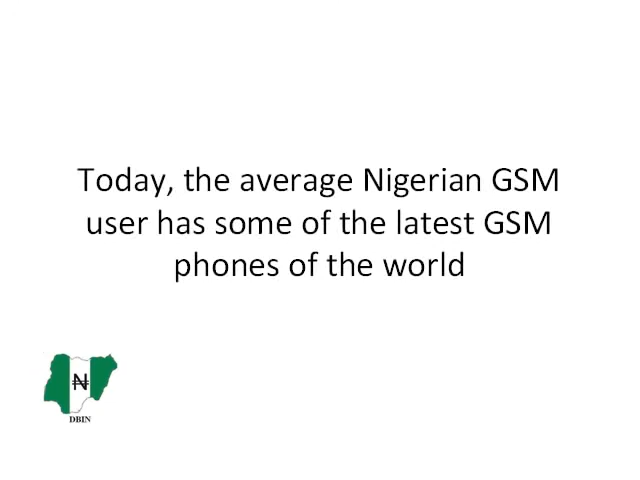 Today, the average Nigerian GSM
user has some of the latest GSM
phones of the world
₦
DBIN